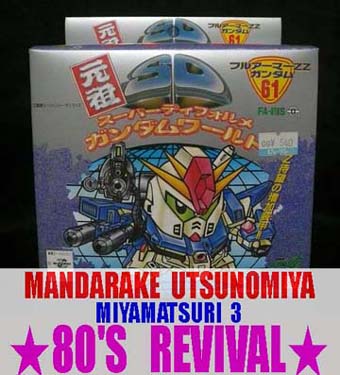 元祖
SD
フルアーマーZZ
ガンダム
61
FA-010S
スーパーディフォルメ
ガンダムワールド
MANDARAKE UTSUNOMIYA
MIYAMATSURI 3
★80'S REVIVAL★